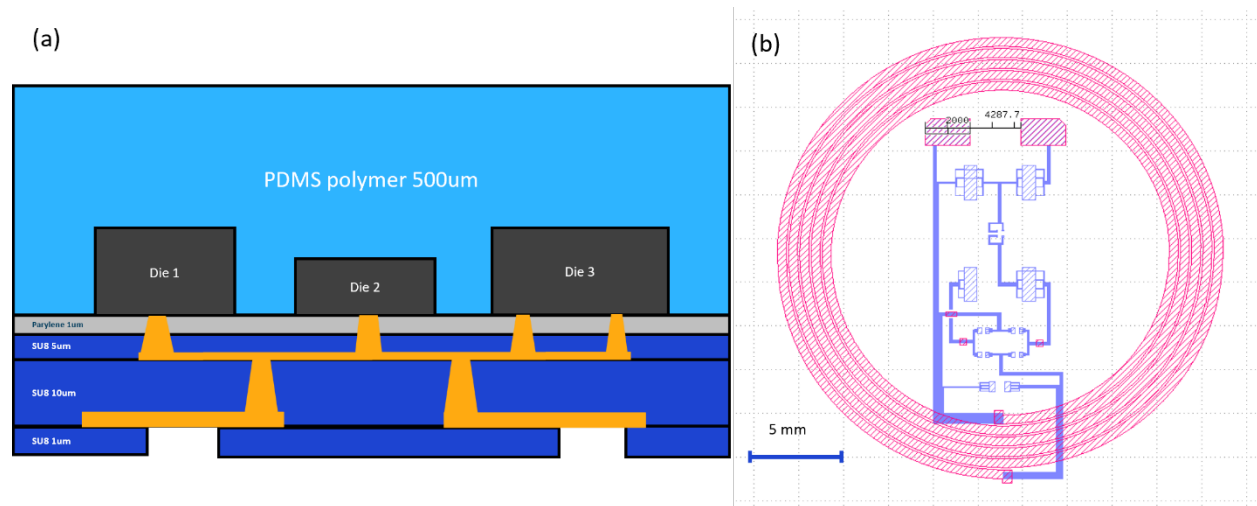 (a)
PDMS polymer 500um
Die 1
Die 2
Die 3
Parylene 1um
SU8 5um
SU8 10um
SU8 1um
(b)
2000
4287.7
5 mm